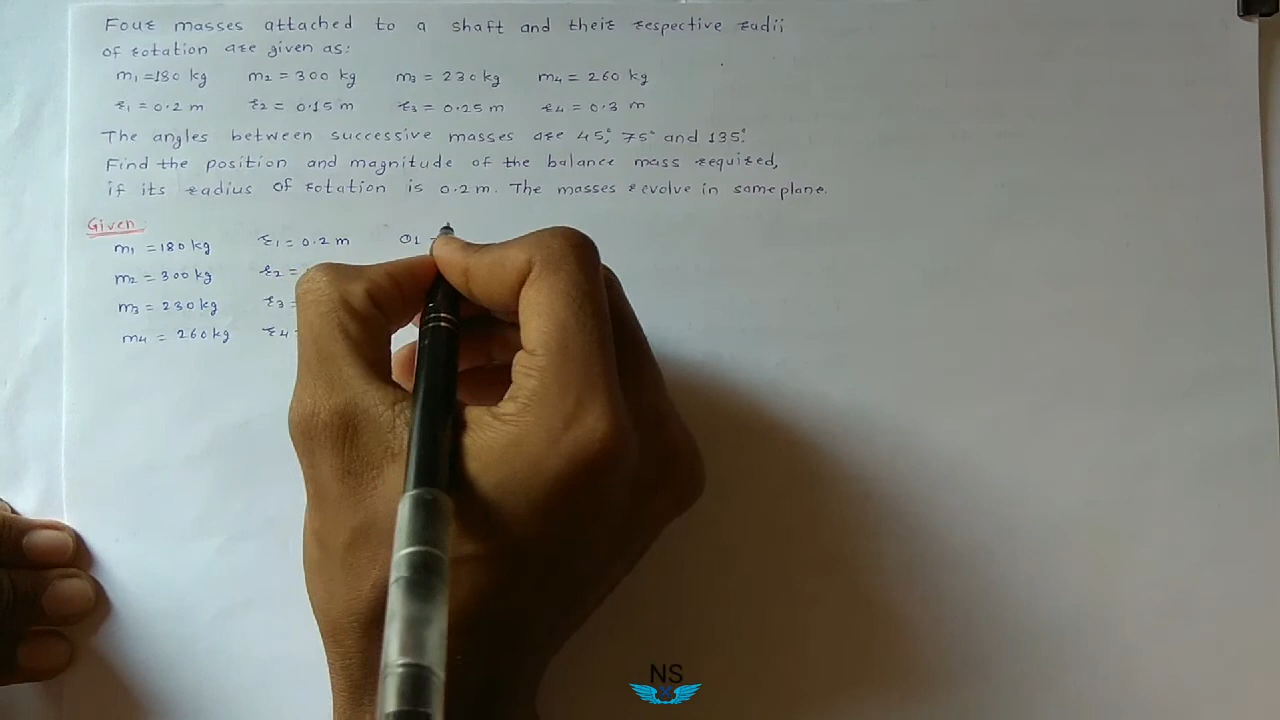 Four masses attached to a shaft and their respective radii
of rotation are given as:
m1 = 180 kg m2 = 300 kg m3 = 230 kg m4 = 260 kg
r1 = 0.2 m r2 = 0.15 m r3 = 0.25 m r4 = 0.3 m
The angles between successive masses are 45°, 75° and 135°.
Find the position and magnitude of the balance mass required,
if its radius of rotation is 0.2 m. The masses revolve in same plane.
Given:
m1 = 180 kg r1 = 0.2 m θ1
m2 = 300 kg r2 =
m3 = 230 kg r3 =
m4 = 260 kg r4 =
NS